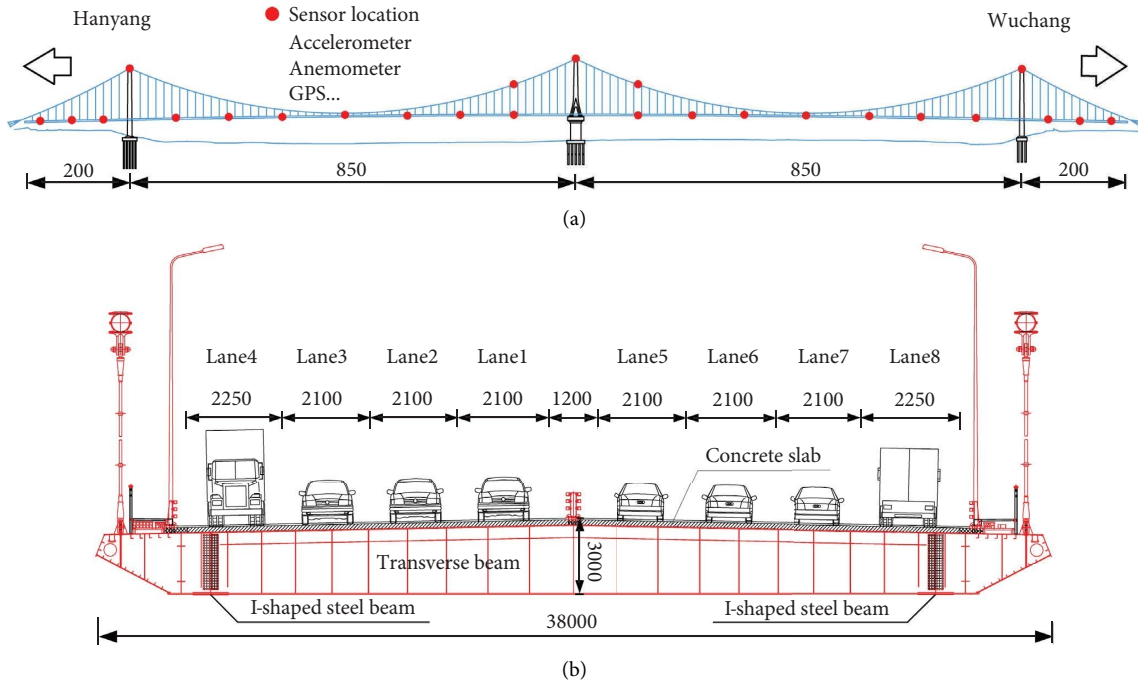 Hanyang
Sensor location
Accelerometer
Anemometer
GPS...
Wuchang
200
850
850
200
(a)
Lane4
Lane3
Lane2
Lane1
Lane5
Lane6
Lane7
Lane8
2250
2100
2100
2100
1200
2100
2100
2100
2250
Concrete slab
Transverse beam
3000
I-shaped steel beam
I-shaped steel beam
38000
(b)